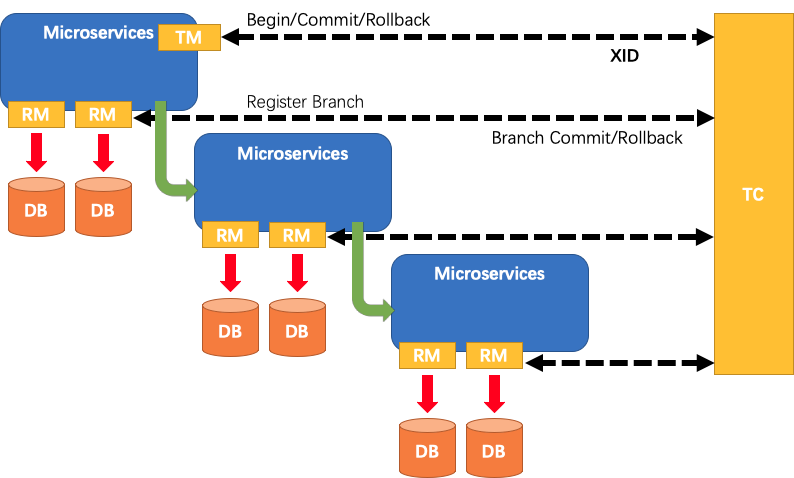 Begin/Commit/Rollback
Microservices
TM
XID
Register Branch
RM
RM
Branch Commit/Rollback
Microservices
TC
DB
DB
RM
RM
Microservices
DB
DB
RM
RM
DB
DB